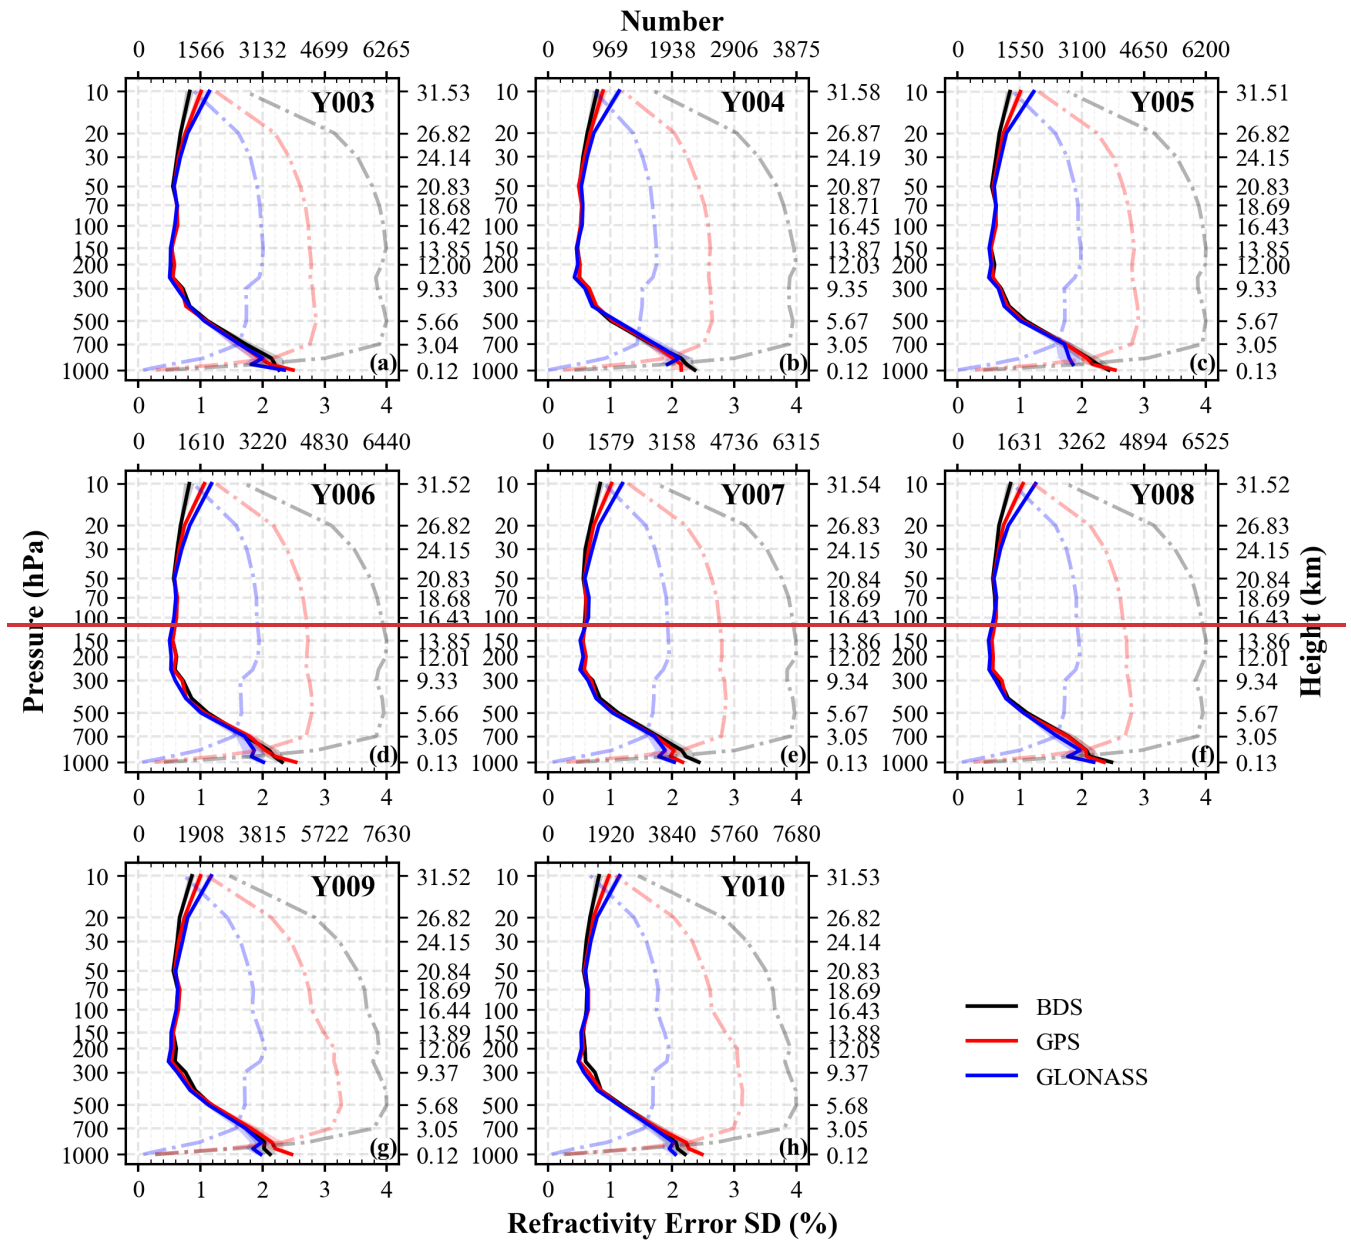 Number
0 1566 3132 4699 6265
0 969 1938 2906 3875
0 1550 3100 4650 6200
Y003
10 20 30 50 70 100 150 200 300 500 700 1000
31.53 26.82 24.14 20.83 18.68 16.42 13.85 12.00 9.33 5.66 3.04 0.12
(a)
0 1 2 3 4
Y004
10 20 30 50 70 100 150 200 300 500 700 1000
31.58 26.87 24.19 20.87 18.71 16.45 13.87 12.03 9.35 5.67 3.05 0.12
(b)
0 1 2 3 4
Y005
10 20 30 50 70 100 150 200 300 500 700 1000
31.51 26.82 24.15 20.83 18.69 16.43 13.85 12.00 9.33 5.66 3.05 0.13
(c)
0 1 2 3 4
Pressure (hPa)
0 1610 3220 4830 6440
0 1579 3158 4736 6315
0 1631 3262 4894 6525
Y006
10 20 30 50 70 100 150 200 300 500 700 1000
31.52 26.82 24.15 20.83 18.68 16.43 13.85 12.01 9.33 5.66 3.05 0.13
(d)
0 1 2 3 4
Y007
10 20 30 50 70 100 150 200 300 500 700 1000
31.54 26.83 24.15 20.84 18.69 16.43 13.86 12.02 9.34 5.67 3.05 0.13
(e)
0 1 2 3 4
Y008
10 20 30 50 70 100 150 200 300 500 700 1000
31.52 26.83 24.15 20.84 18.69 16.43 13.86 12.01 9.34 5.67 3.05 0.13
(f)
0 1 2 3 4
Height (km)
0 1908 3815 5722 7630
0 1920 3840 5760 7680
Y009
10 20 30 50 70 100 150 200 300 500 700 1000
31.53 26.82 24.15 20.84 18.69 16.44 13.89 12.06 9.37 5.68 3.05 0.12
(g)
0 1 2 3 4
Y010
10 20 30 50 70 100 150 200 300 500 700 1000
31.53 26.82 24.14 20.83 18.69 16.43 13.88 12.05 9.37 5.68 3.05 0.12
(h)
0 1 2 3 4
BDS
GPS
GLONASS
Refractivity Error SD (%)